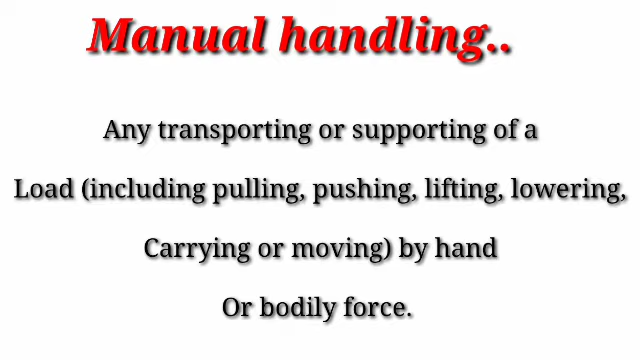 Manual handling..
Any transporting or supporting of a
Load (including pulling, pushing, lifting, lowering,
Carrying or moving) by hand
Or bodily force.